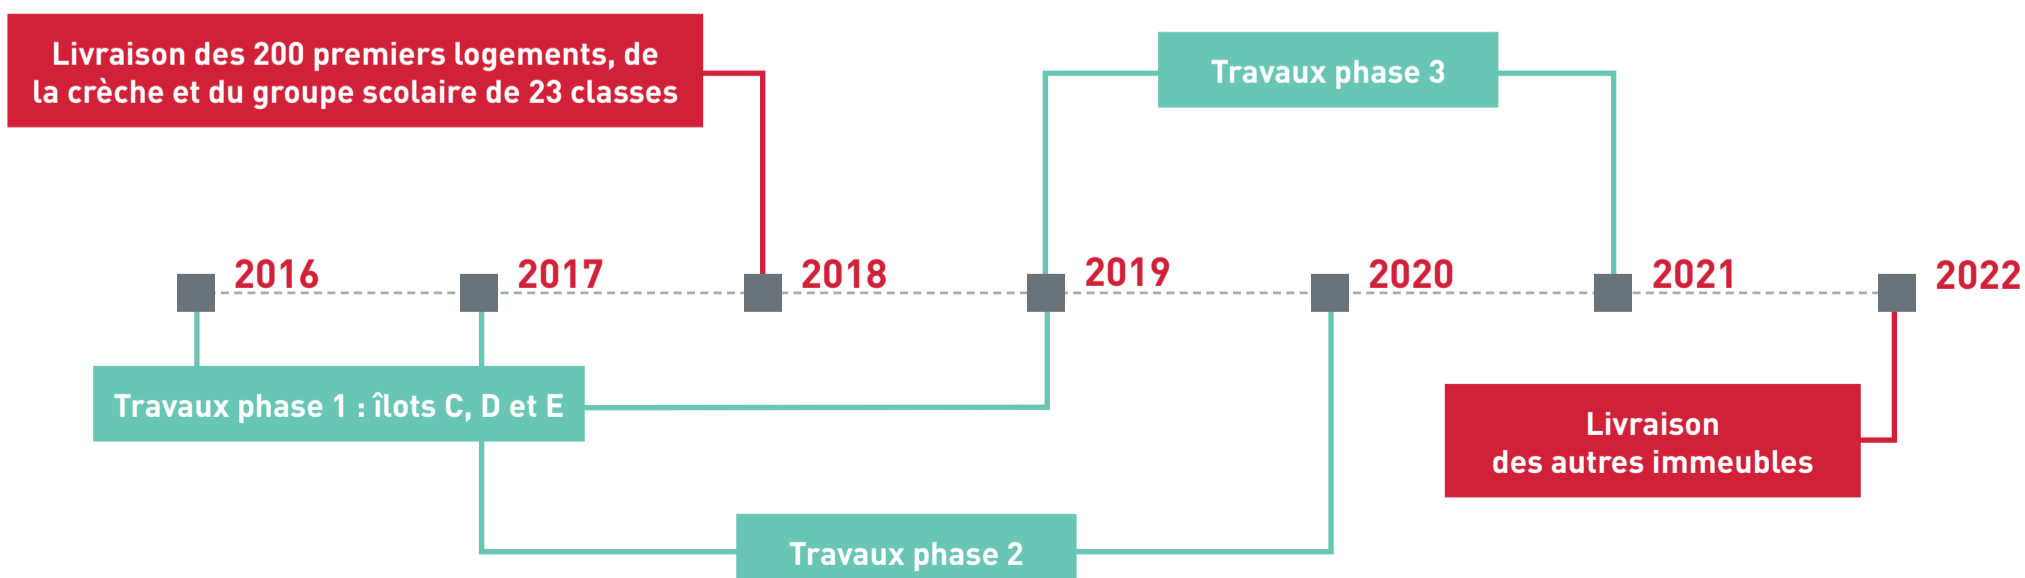 Livraison des 200 premiers logements, de
la crèche et du groupe scolaire de 23 classes
Travaux phase 3
2016
2017
2018
2019
2020
2021
2022
Travaux phase 1 : îlots C, D et E
Livraison
des autres immeubles
Travaux phase 2